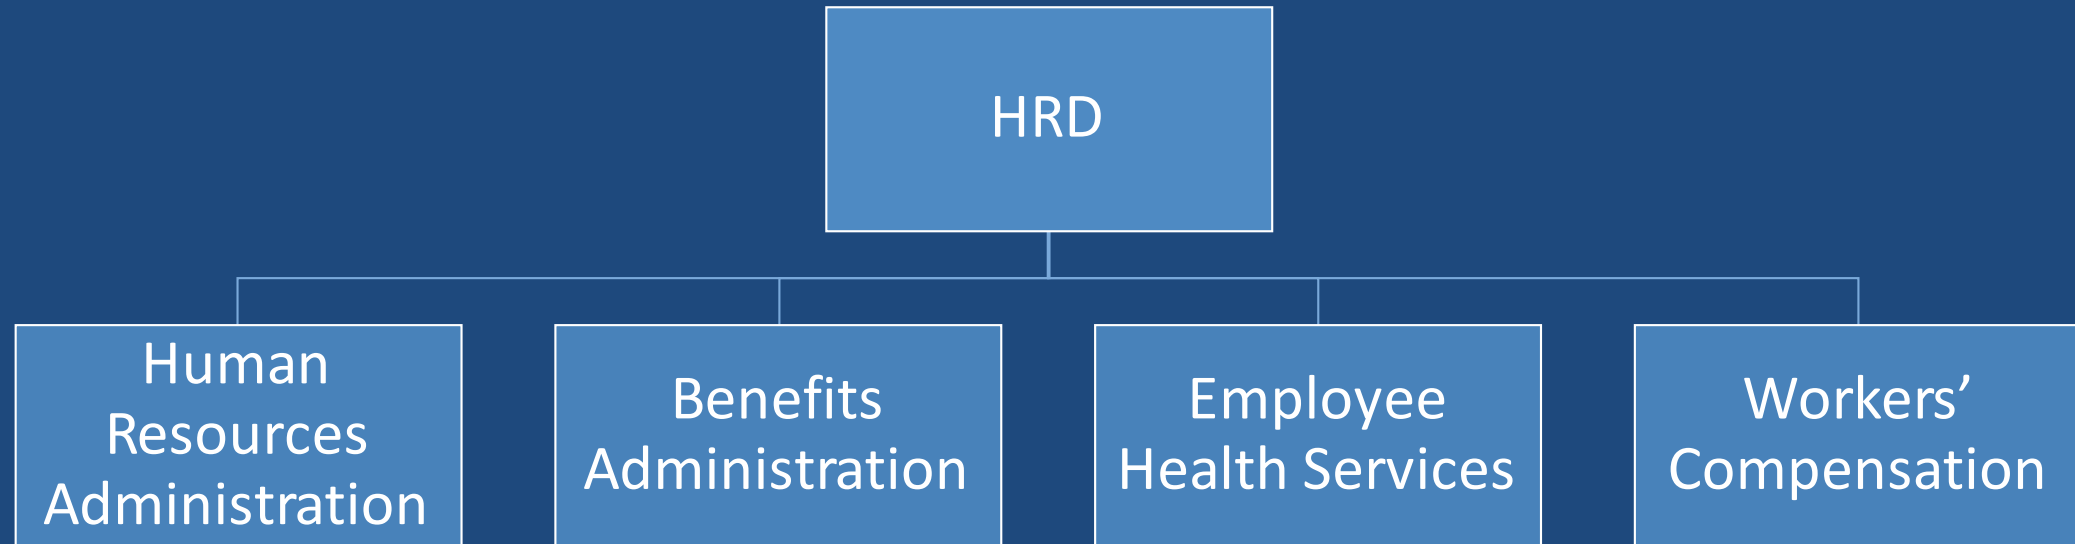 HRD
Human
Resources
Administration
Benefits
Administration
Employee
Health Services
Workers’
Compensation